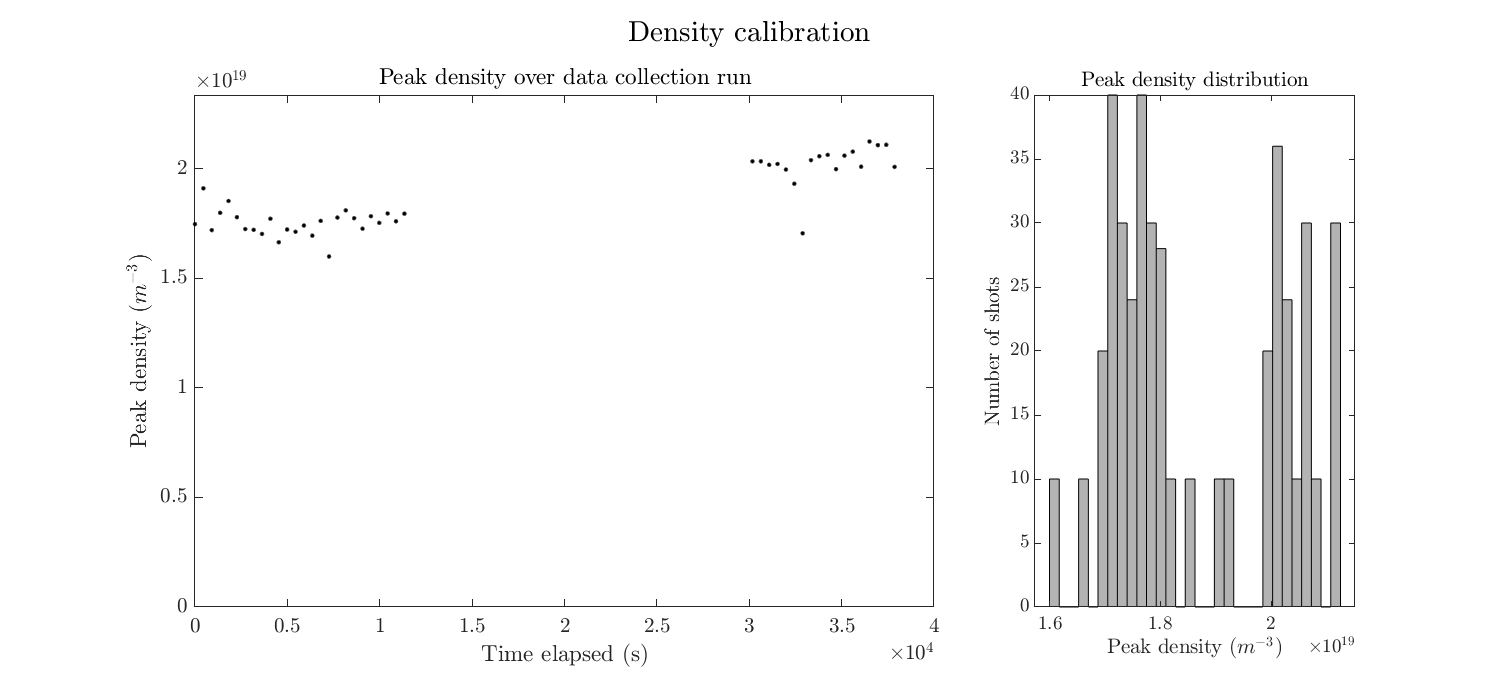 Density calibration
Peak density over data collection run
×10^19
2
1.5
1
0.5
0
Peak density (m^−3)
0 0.5 1 1.5 2 2.5 3 3.5 4
Time elapsed (s)
×10^4
Peak density distribution
40
35
30
25
20
15
10
5
0
Number of shots
1.6 1.8 2
Peak density (m^−3) ×10^19